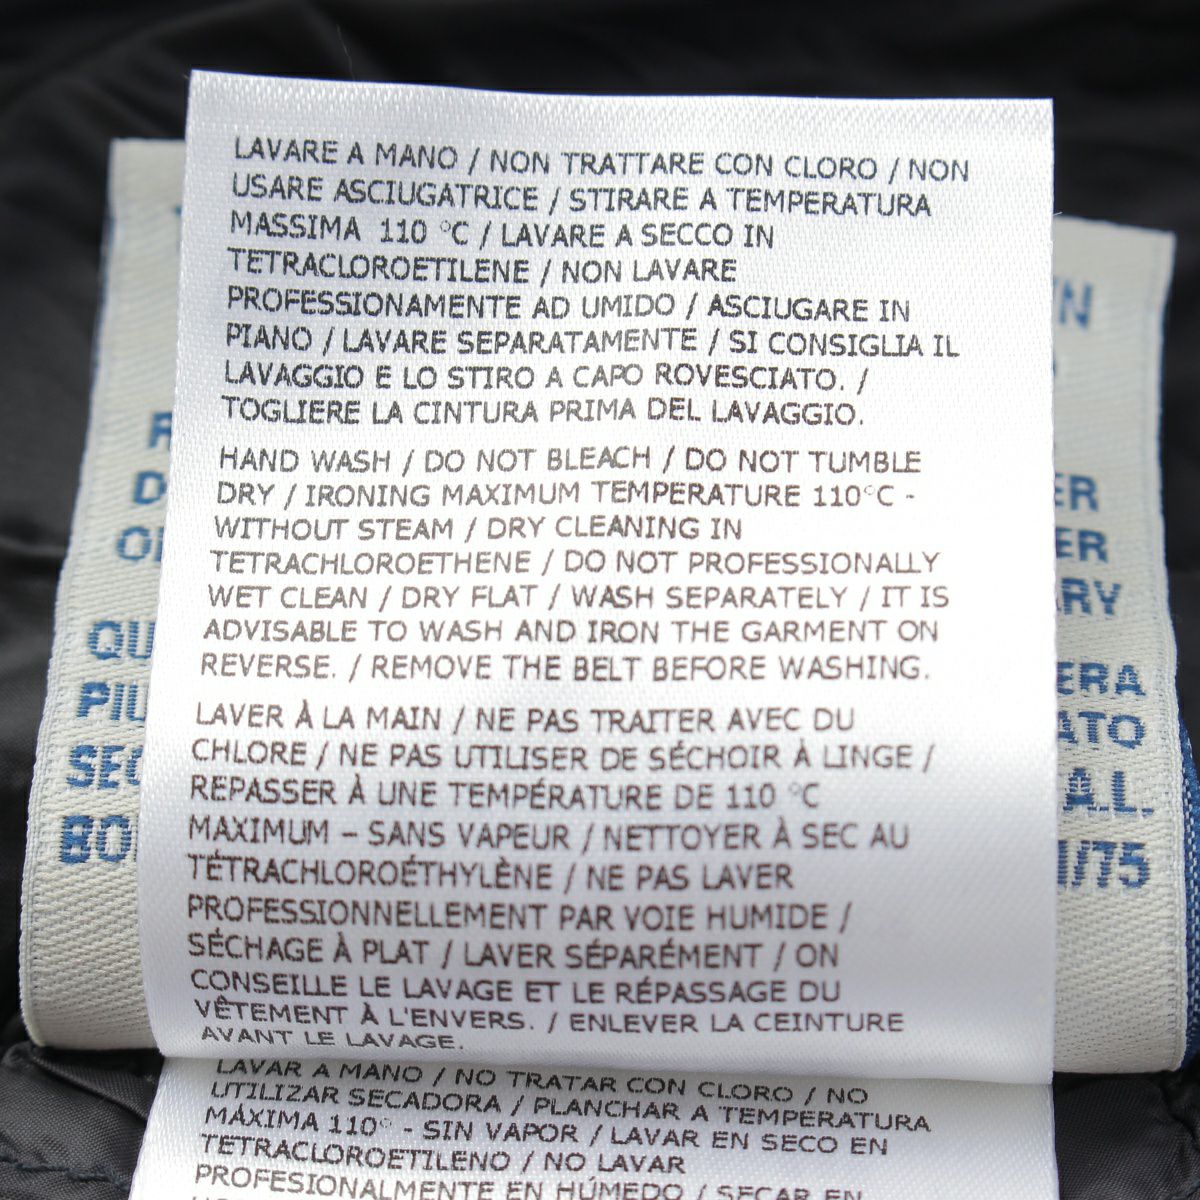 LAVARE A MANO / NON TRATTARE CON CLORO / NON
USARE ASCIUGATRICE / STIRARE A TEMPERATURA
MASSIMA 110 °C / LAVARE A SECCO IN
TETRACLOROETILENE / NON LAVARE
PROFESSIONAMENTE AD UMIDO / ASCIUGARE IN
PIANO / LAVARE SEPARATAMENTE / SI CONSIGLIA IL
LAVAGGIO E LO STIRO A CAPO ROVESCIATO. /
TOGLIERE LA CINTURA PRIMA DEL LAVAGGIO.
HAND WASH / DO NOT BLEACH / DO NOT TUMBLE
DRY / IRONING MAXIMUM TEMPERATURE 110°C -
WITHOUT STEAM / DRY CLEANING IN
TETRACHLOROETHENE / DO NOT PROFESSIONALLY
WET CLEAN / DRY FLAT / WASH SEPARATELY / IT IS
ADVISABLE TO WASH AND IRON THE GARMENT ON
REVERSE. / REMOVE THE BELT BEFORE WASHING.
LAVER À LA MAIN / NE PAS TRAITER AVEC DU
CHLORE / NE PAS UTILISER DE SÉCHOIR À LINGE /
REPASSER À UNE TEMPÉRATURE DE 110 °C
MAXIMUM – SANS VAPEUR / NETTOYER À SEC AU
TÉTRACHLOROÉTHYLÈNE / NE PAS LAVER
PROFESSIONNELLEMENT PAR VOIE HUMIDE /
SÉCHAGE À PLAT / LAVER SÉPARÉMENT / ON
CONSEILLE LE LAVAGE ET LE RÉPASSAGE DU
VÊTEMENT À L'ENVERS. / ENLEVER LA CEINTURE
AVANT LE LAVAGE.
LAVAR A MANO / NO TRATAR CON CLORO / NO
UTILIZAR SECADORA / PLANCHAR A TEMPERATURA
MÁXIMA 110° - SIN VAPOR / LAVAR EN SECO EN
TETRACLOROETILENO / NO LAVAR
PROFESIONALMENTE EN HÚMEDO / SECAR EN
A.L.